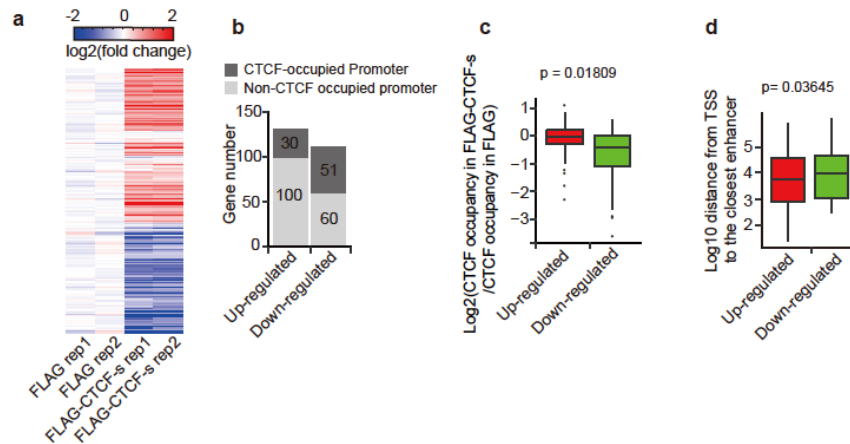 a
-2 0 2
log2(fold change)
FLAG rep1
FLAG rep2
FLAG-CTCF-s rep1
FLAG-CTCF-s rep2
b
CTCF-occupied Promoter
Non-CTCF occupied promoter
Gene number
150
100
50
0
30
100
51
60
Up-regulated
Down-regulated
c
p = 0.01809
Log2(CTCF occupancy in FLAG-CTCF-s
/CTCF occupancy in FLAG)
1
0
−1
−2
−3
Up-regulated
Down-regulated
d
p= 0.03645
Log10 distance from TSS
to the closest enhancer
6
5
4
3
2
Up-regulated
Down-regulated